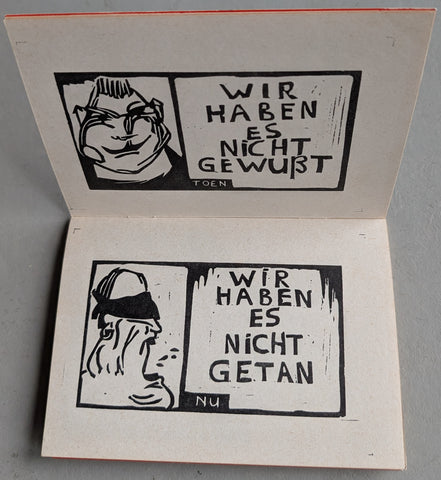 WIR
HABEN
ES
NiCHT
GEWUßT
TOEN
WiR
HABEN
ES
NiCHT
GETAN
NU